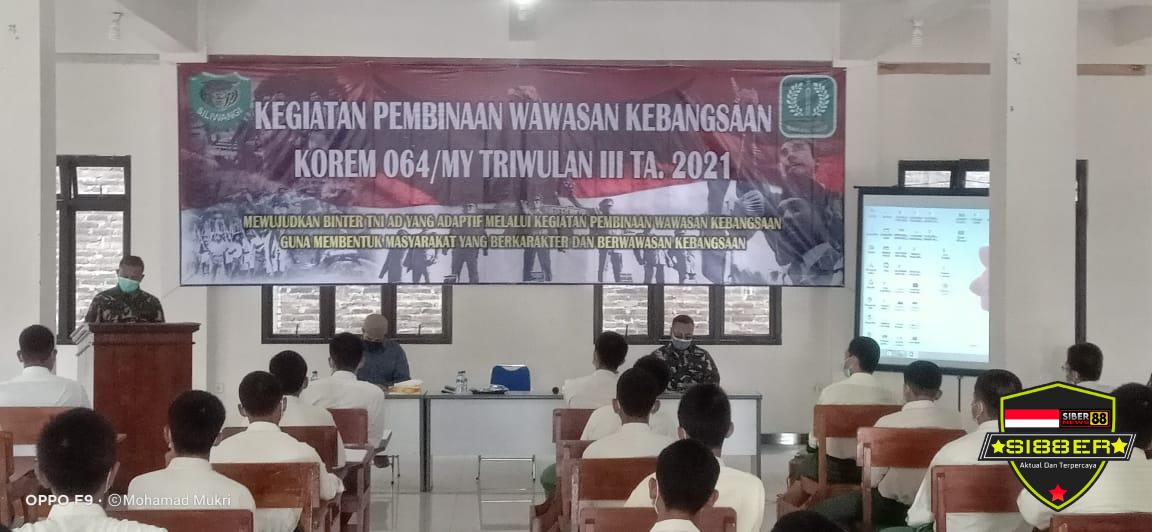 SILIWANGI
KEGIATAN PEMBINAAN WAWASAN KEBANGSAAN
KOREM 064/MY TRIWULAN III TA. 2021
MEWUJUDKAN BINTER TNI AD YANG ADAPTIF MELALUI KEGIATAN PEMBINAAN WAWASAN KEBANGSAAN
GUNA MEMBENTUK MASYARAKAT YANG BERKARAKTER DAN BERWAWASAN KEBANGSAAN
SIBER
NEWS
88
SI88ER
Aktual Dan Terpercaya
OPPO F9 · ©Mohamad Mukri